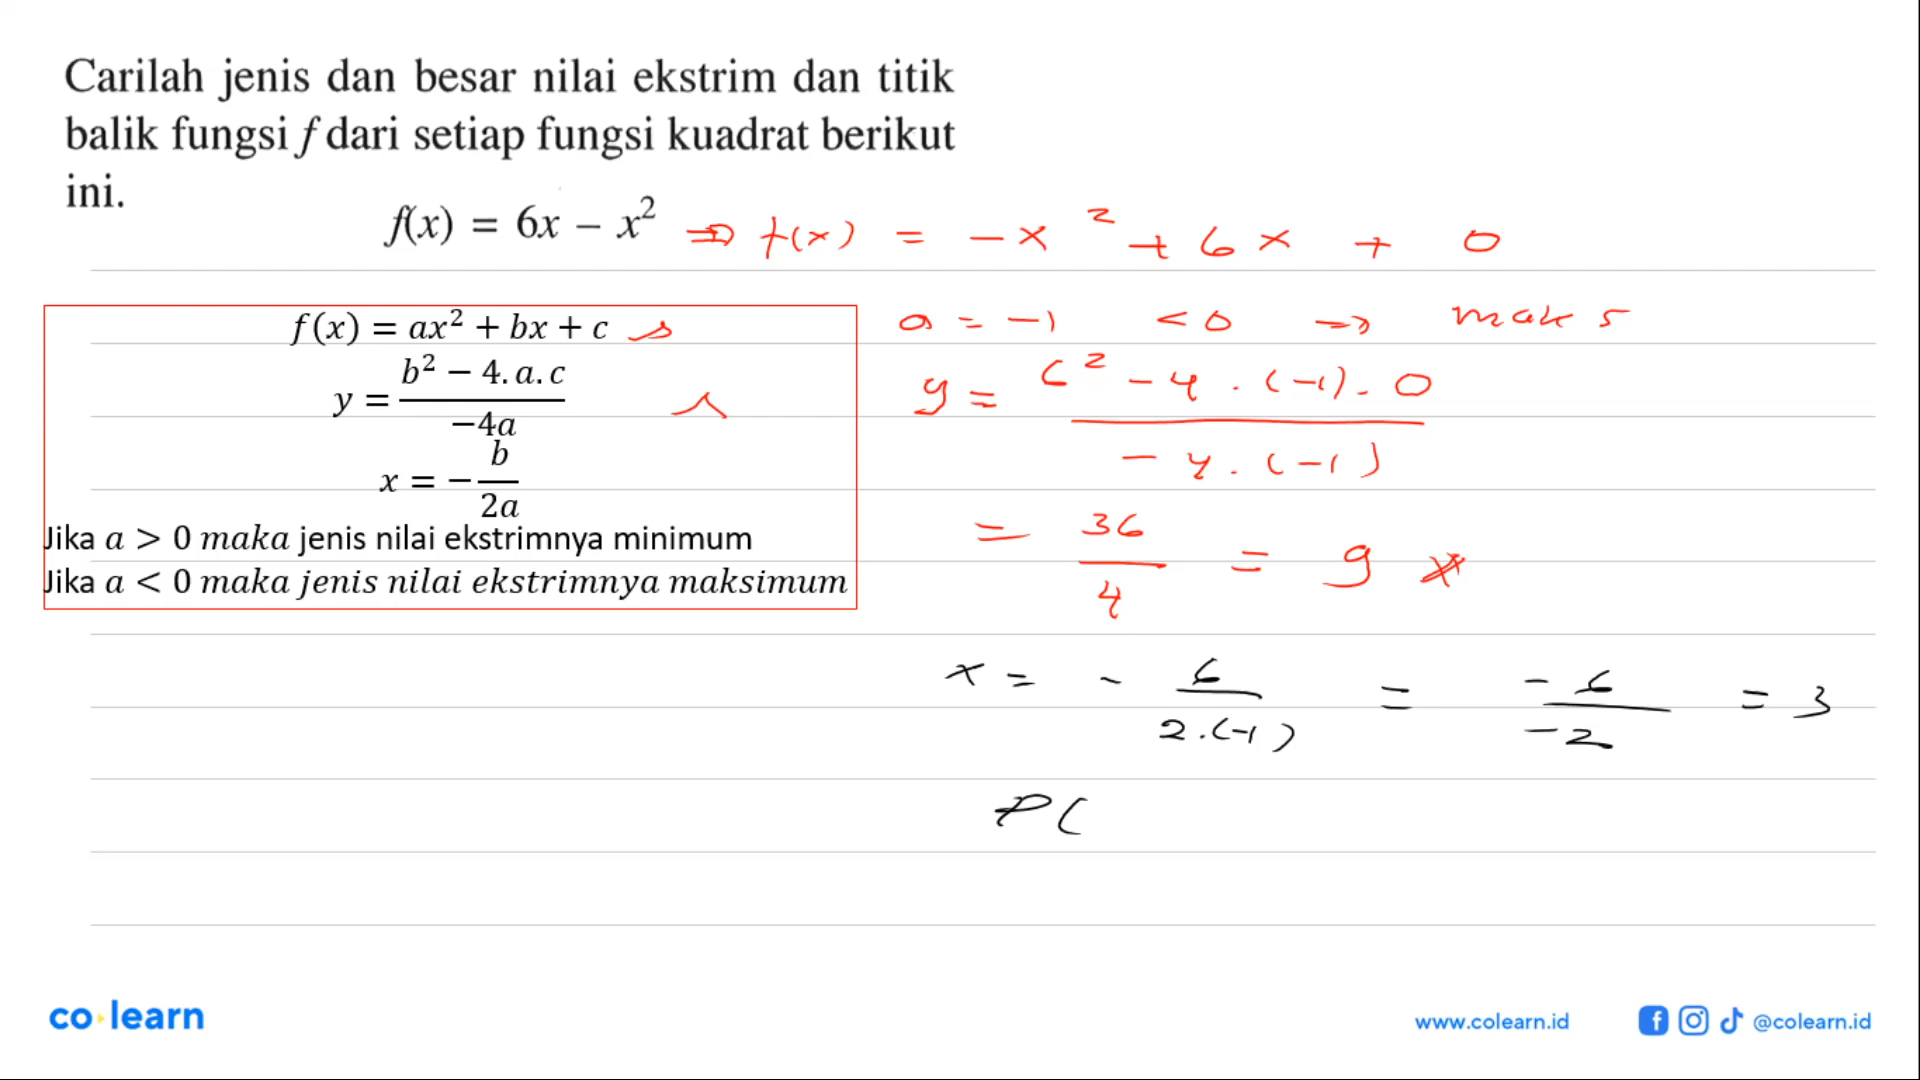 Carilah jenis dan besar nilai ekstrim dan titik
balik fungsi f dari setiap fungsi kuadrat berikut
ini.
f(x) = 6x – x² ⇒ f(x) = -x² + 6x + 0
f(x) = ax² + bx + c
y = (b² − 4.a.c)/(−4a)
x = −b/(2a)
Jika a > 0 maka jenis nilai ekstrimnya minimum
Jika a < 0 maka jenis nilai ekstrimnya maksimum
a = -1 < 0 → maks
y = (6² - 4 . (-1) . 0)/(-4 . (-1))
= 36/4 = 9
x = - 6/(2.(-1)) = -6/-2 = 3
P(
co learn
www.colearn.id
@colearn.id